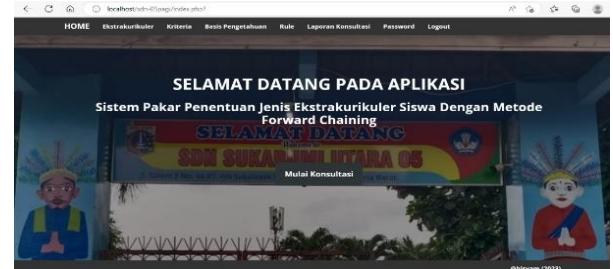 localhost/sdn-05pagi/index.php?
HOME Ekstrakurikuler Kriteria Basis Pengetahuan Rule Laporan Konsultasi Password Logout
SELAMAT DATANG PADA APLIKASI
Sistem Pakar Penentuan Jenis Ekstrakurikuler Siswa Dengan Metode
Forward Chaining
SELAMAT DATANG
SDN SUKABUMI UTARA 05
Mulai Konsultasi
(2023)